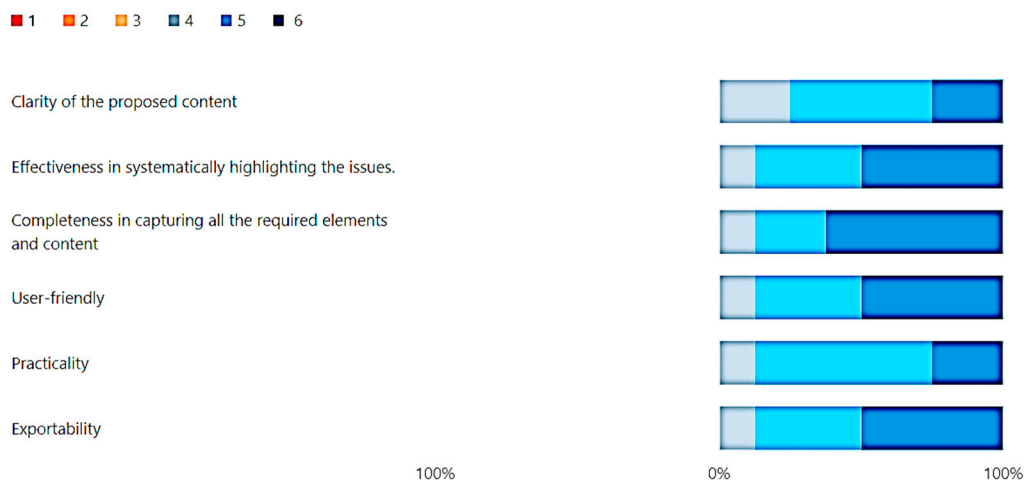 1 2 3 4 5 6
Clarity of the proposed content
Effectiveness in systematically highlighting the issues.
Completeness in capturing all the required elements
and content
User-friendly
Practicality
Exportability
100% 0% 100%